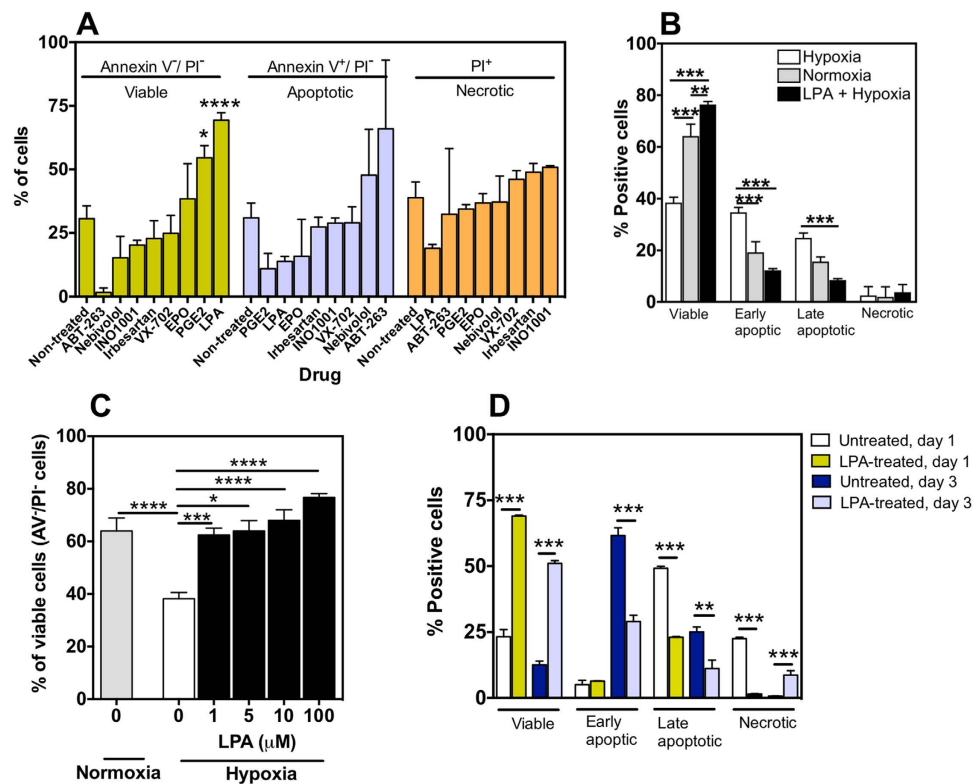 A
% of cells
100
75
50
25
0
Annexin V⁻/ PI⁻
Viable
Annexin V⁺/ PI⁻
Apoptotic
PI⁺
Necrotic
*
****
Non-treated
ABT-263
Nebivolol
INO1001
Irbesartan
VX-702
EPO
PGE2
LPA
Non-treated
PGE2
LPA
EPO
Irbesartan
INO1001
VX-702
Nebivolol
ABT-263
Non-treated
LPA
ABT-263
PGE2
EPO
Nebivolol
VX-702
Irbesartan
INO1001
Drug
B
% Positive cells
100
80
60
40
20
0
Hypoxia
Normoxia
LPA + Hypoxia
***
**
***
***
***
***
Viable
Early
apoptic
Late
apoptotic
Necrotic
C
% of viable cells (AV⁻/PI⁻ cells)
100
80
60
40
20
0
****
****
*
***
****
0 0 1 5 10 100
LPA (μM)
Normoxia Hypoxia
D
% Positive cells
100
75
50
25
0
Untreated, day 1
LPA-treated, day 1
Untreated, day 3
LPA-treated, day 3
***
***
***
***
**
***
***
Viable
Early
apoptic
Late
apoptotic
Necrotic